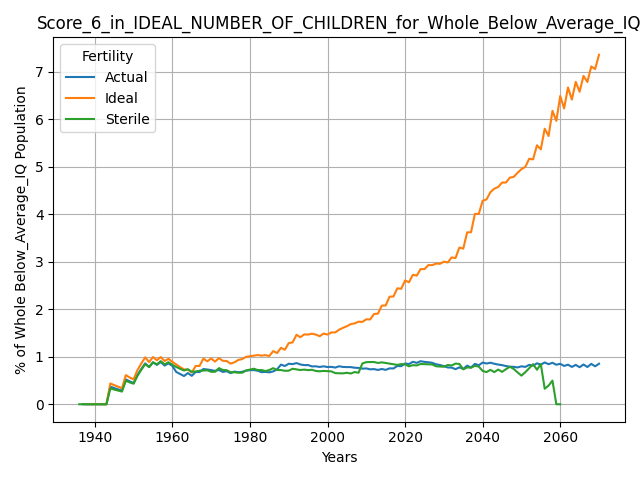 Score_6_in_IDEAL_NUMBER_OF_CHILDREN_for_Whole_Below_Average_IQ
Fertility
Actual
Ideal
Sterile
% of Whole Below_Average_IQ Population
7
6
5
4
3
2
1
0
1940 1960 1980 2000 2020 2040 2060
Years